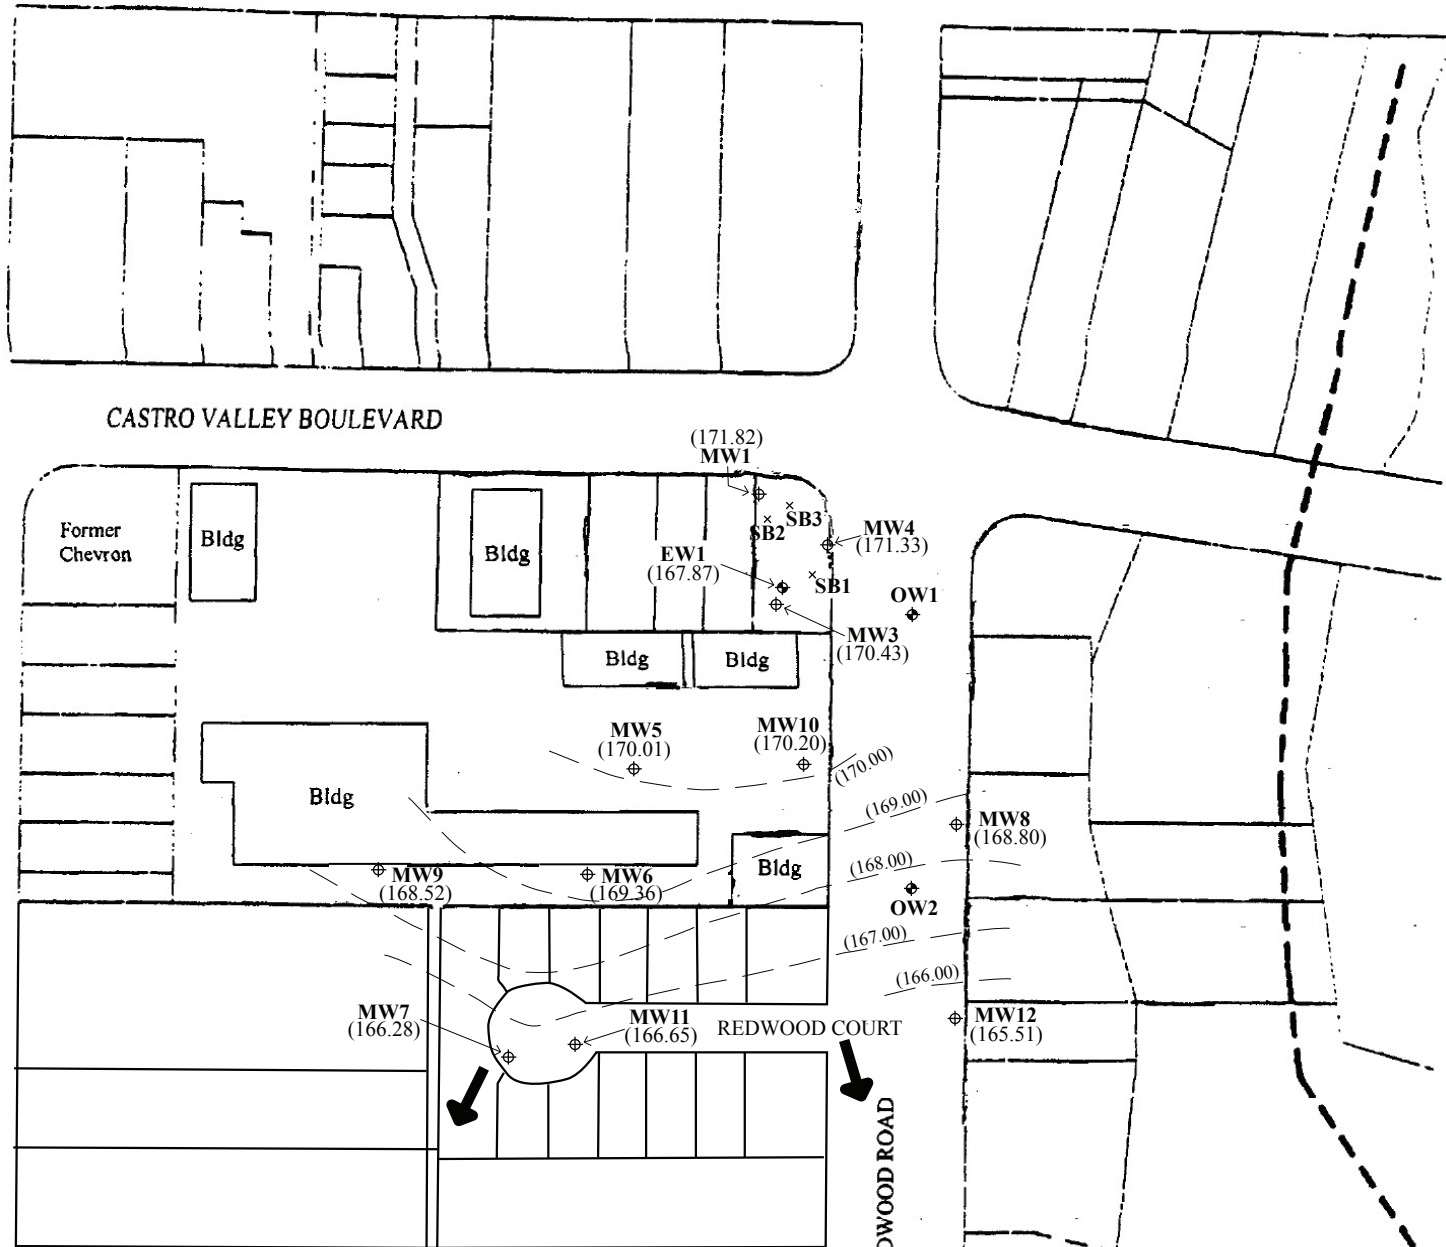 CASTRO VALLEY BOULEVARD
(171.82)
MW1
Former
Chevron
Bldg
Bldg
SB3
SB2
MW4
(171.33)
EW1
(167.87)
SB1
OW1
MW3
(170.43)
Bldg
Bldg
MW5
(170.01)
MW10
(170.20)
(170.00)
Bldg
(169.00)
MW8
(168.80)
(168.00)
Bldg
MW9
(168.52)
MW6
(169.36)
OW2
(167.00)
(166.00)
MW7
(166.28)
MW11
(166.65)
REDWOOD COURT
MW12
(165.51)
DWOOD ROAD